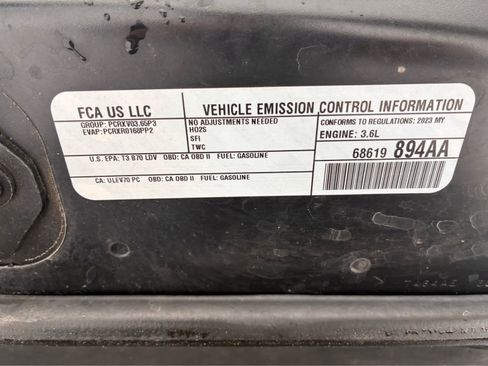 FCA US LLC
GROUP: PCRXV03.65P3
EVAP: PCRXR0168PP2
VEHICLE EMISSION CONTROL INFORMATION
NO ADJUSTMENTS NEEDED
HO2S
SFI
TWC
CONFORMS TO REGULATIONS: 2023 MY
ENGINE: 3.6L
68619 894AA
U.S. EPA: T3 B70 LDV OBD: CA OBD II FUEL: GASOLINE
CA: ULEV70 PC OBD: CA OBD II FUEL: GASOLINE